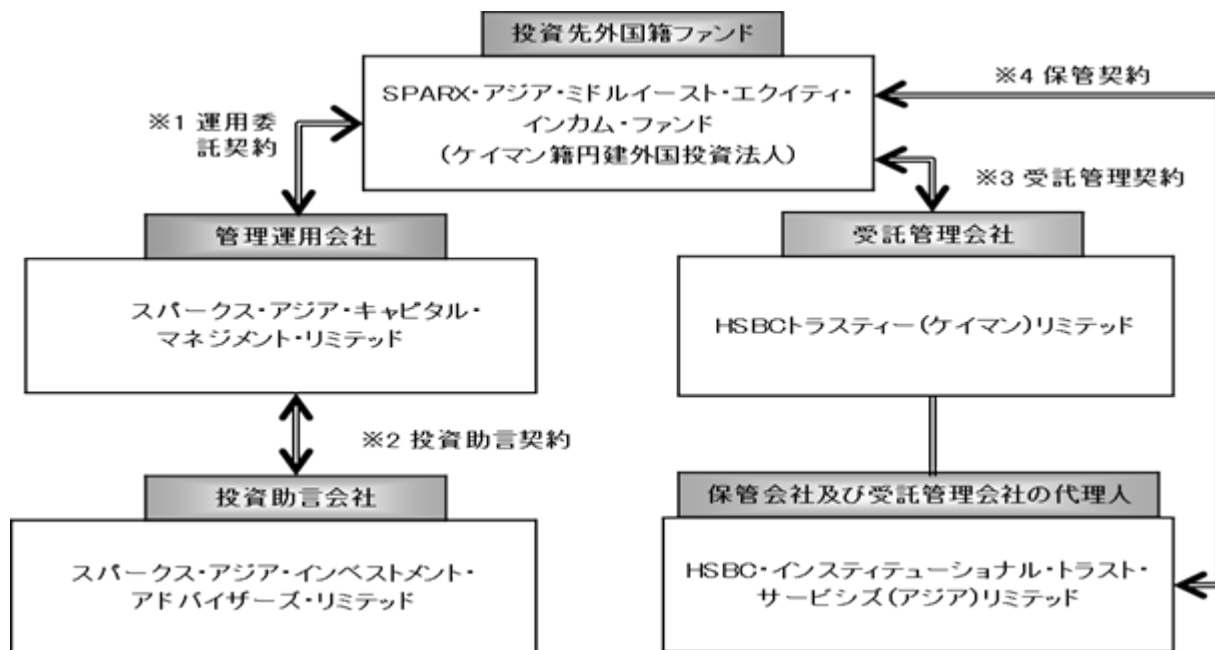 投資先外国籍ファンド
SPARX・アジア・ミドルイースト・エクイティ・
インカム・ファンド
(ケイマン籍円建外国投資法人)
※4 保管契約
※1 運用委
託契約
※3 受託管理契約
管理運用会社
スパークス・アジア・キャピタル・
マネジメント・リミテッド
受託管理会社
HSBCトラスティー(ケイマン)リミテッド
※2 投資助言契約
投資助言会社
スパークス・アジア・インベストメント・
アドバイザーズ・リミテッド
保管会社及び受託管理会社の代理人
HSBC・インスティテューショナル・トラスト・
サービシズ(アジア)リミテッド